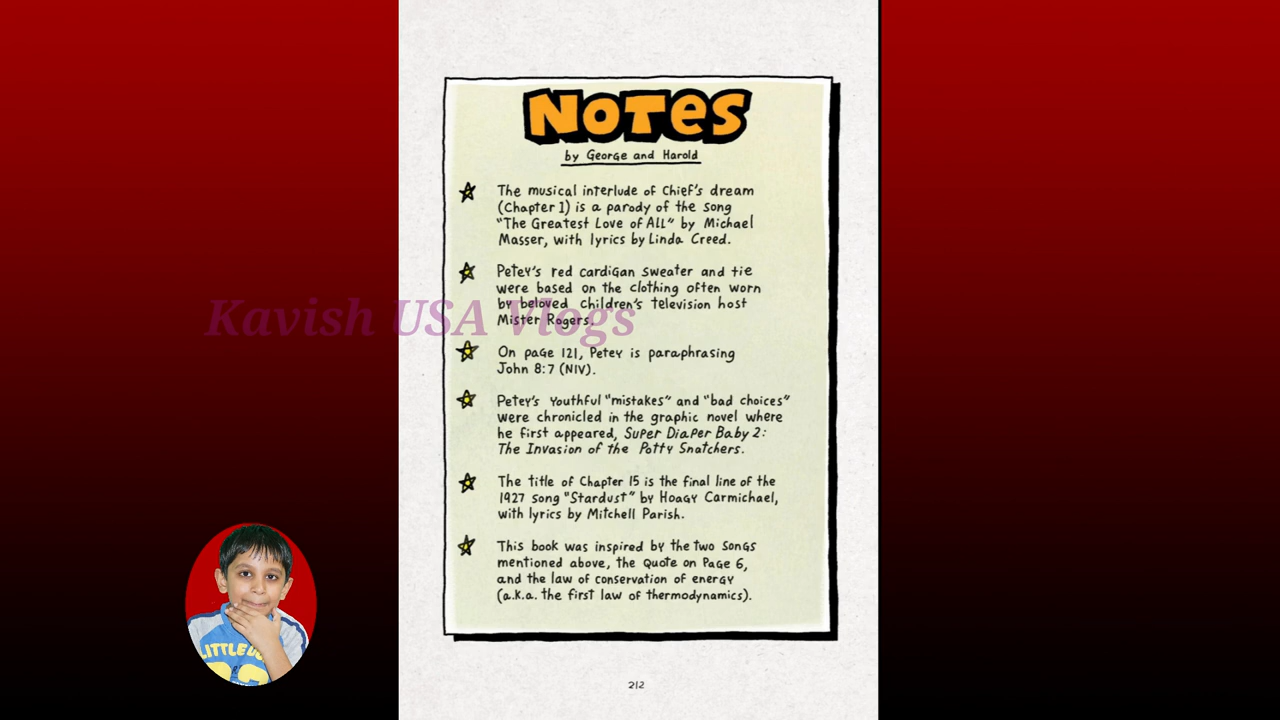 NOTES
by George and Harold
The musical interlude of Chief's dream
(Chapter 1) is a parody of the song
"The Greatest Love of All" by Michael
Masser, with lyrics by Linda Creed.
Petey's red cardigan sweater and tie
were based on the clothing often worn
by beloved children's television host
Mister Rogers.
Kavish USA Vlogs
On page 121, Petey is paraphrasing
John 8:7 (NIV).
Petey's youthful "mistakes" and "bad choices"
were chronicled in the graphic novel where
he first appeared, Super Diaper Baby 2:
The Invasion of the Potty Snatchers.
The title of Chapter 15 is the final line of the
1927 song "Stardust" by Hoagy Carmichael,
with lyrics by Mitchell Parish.
This book was inspired by the two songs
mentioned above, the quote on page 6,
and the law of conservation of energy
(a.k.a. the first law of thermodynamics).
LITTLE
212